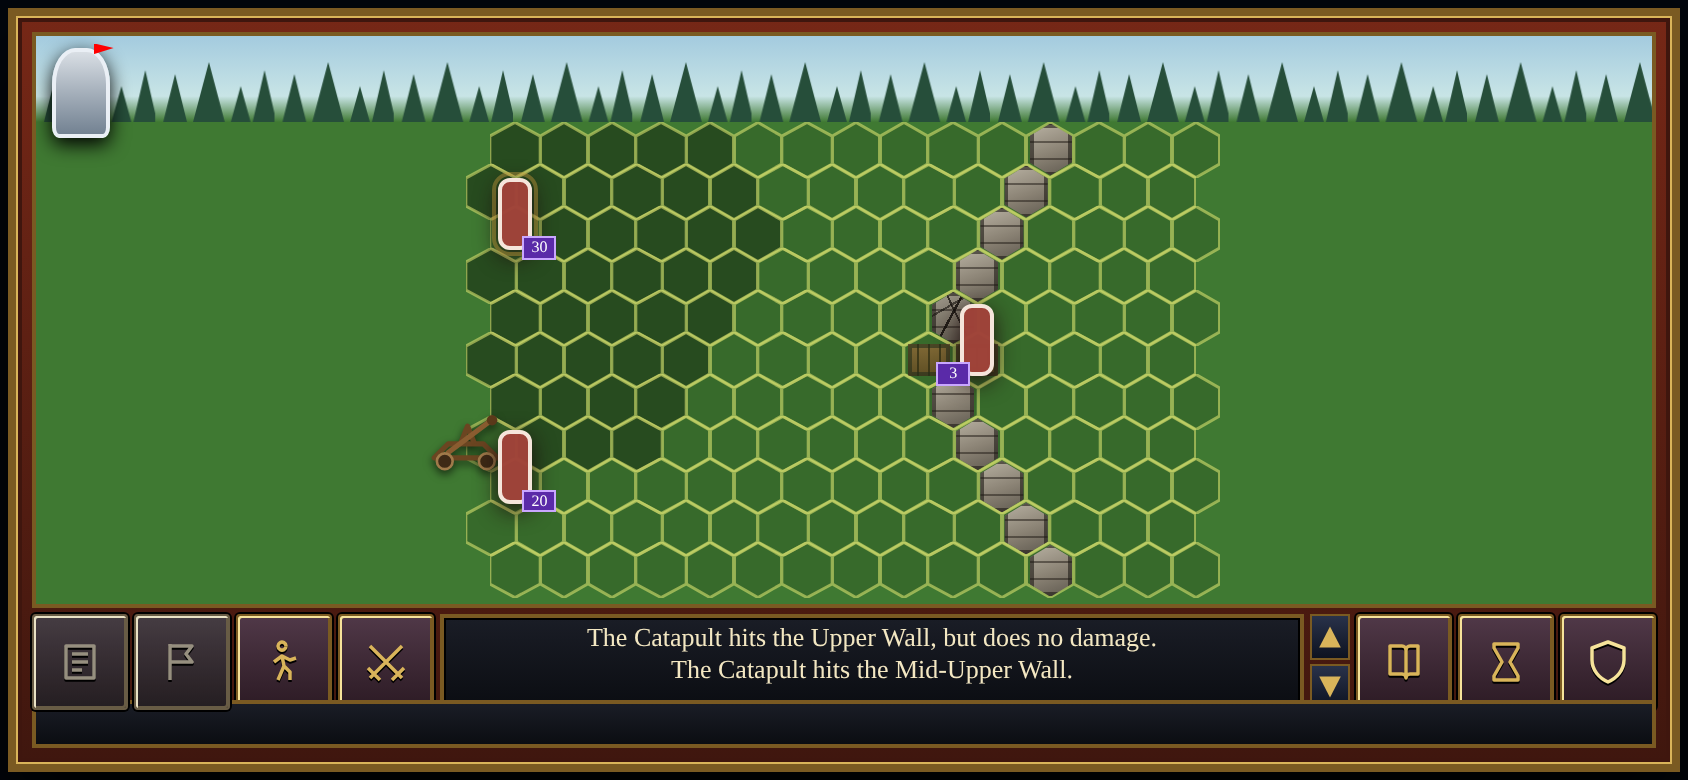 30
3
20
The Catapult hits the Upper Wall, but does no damage.
The Catapult hits the Mid-Upper Wall.